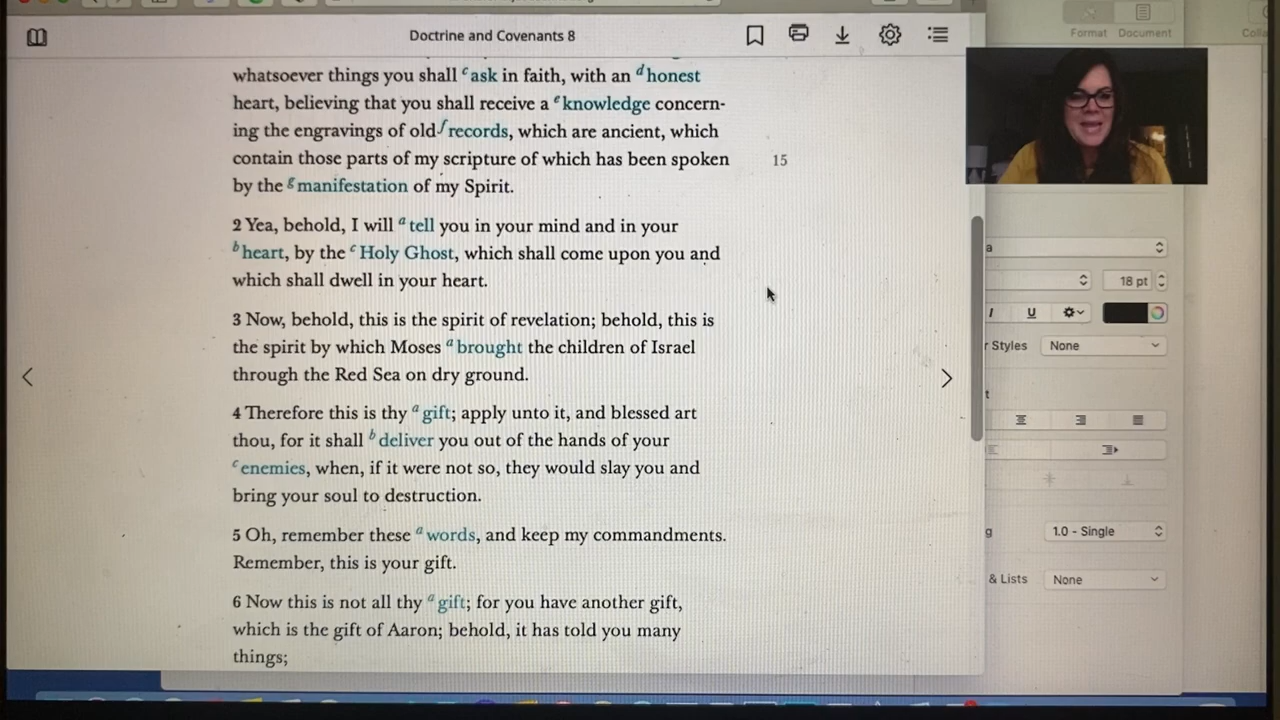 Doctrine and Covenants 8
Format Document
Colla
whatsoever things you shall c ask in faith, with an d honest
heart, believing that you shall receive a e knowledge concern-
ing the engravings of old f records, which are ancient, which
contain those parts of my scripture of which has been spoken
15
by the g manifestation of my Spirit.
2 Yea, behold, I will a tell you in your mind and in your
b heart, by the c Holy Ghost, which shall come upon you and
which shall dwell in your heart.
3 Now, behold, this is the spirit of revelation; behold, this is
the spirit by which Moses a brought the children of Israel
through the Red Sea on dry ground.
4 Therefore this is thy a gift; apply unto it, and blessed art
thou, for it shall b deliver you out of the hands of your
c enemies, when, if it were not so, they would slay you and
bring your soul to destruction.
5 Oh, remember these a words, and keep my commandments.
Remember, this is your gift.
6 Now this is not all thy a gift; for you have another gift,
which is the gift of Aaron; behold, it has told you many
things;
a
18 pt
I U
r Styles None
t
g 1.0 - Single
& Lists None